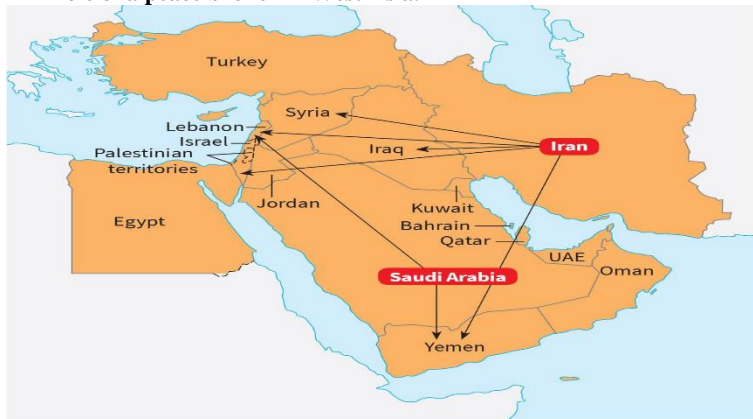 Turkey
Syria
Lebanon
Israel
Palestinian
territories
Iraq
Iran
Jordan
Egypt
Kuwait
Bahrain
Qatar
UAE
Saudi Arabia
Oman
Yemen